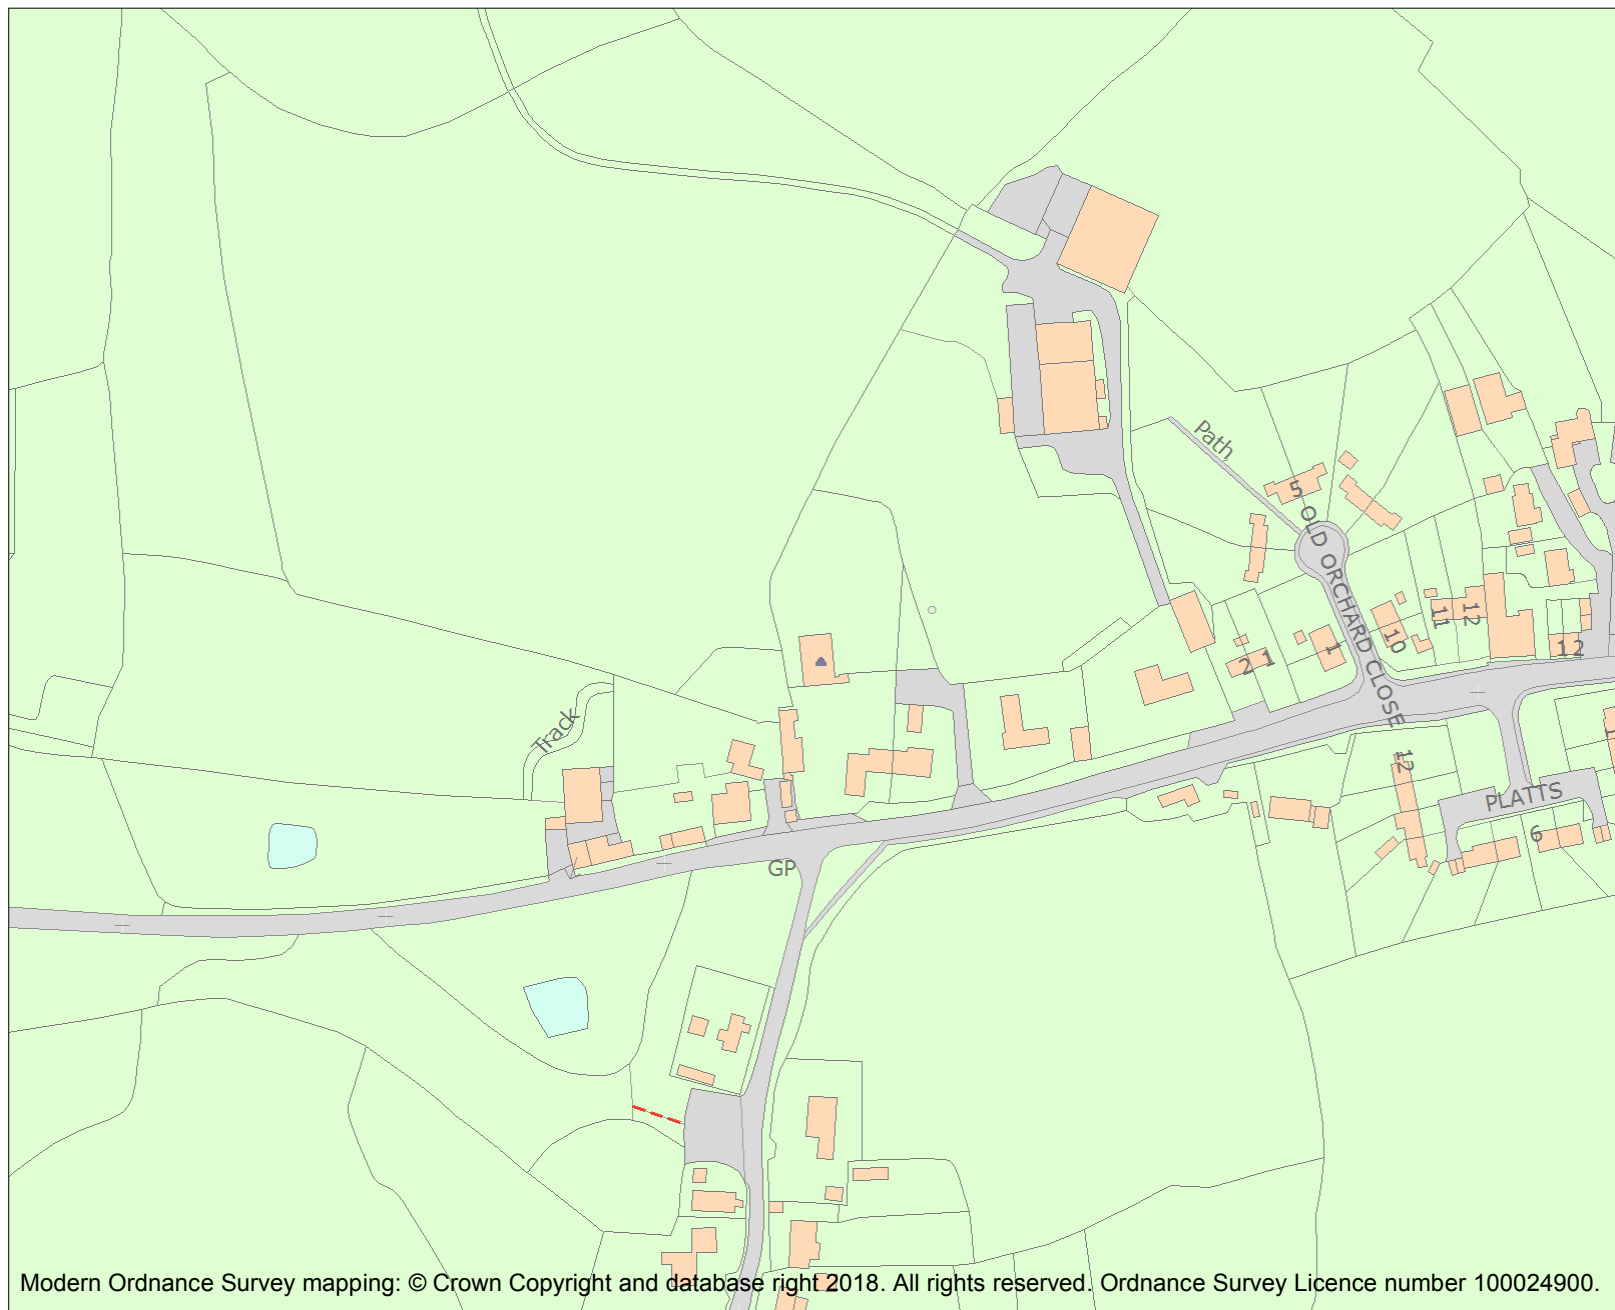 Path
5
OLD ORCHARD CLOSE
11
12
10
1
2
1
12
Track
12
PLATTS
6
GP
Modern Ordnance Survey mapping: © Crown Copyright and database right 2018. All rights reserved. Ordnance Survey Licence number 100024900.